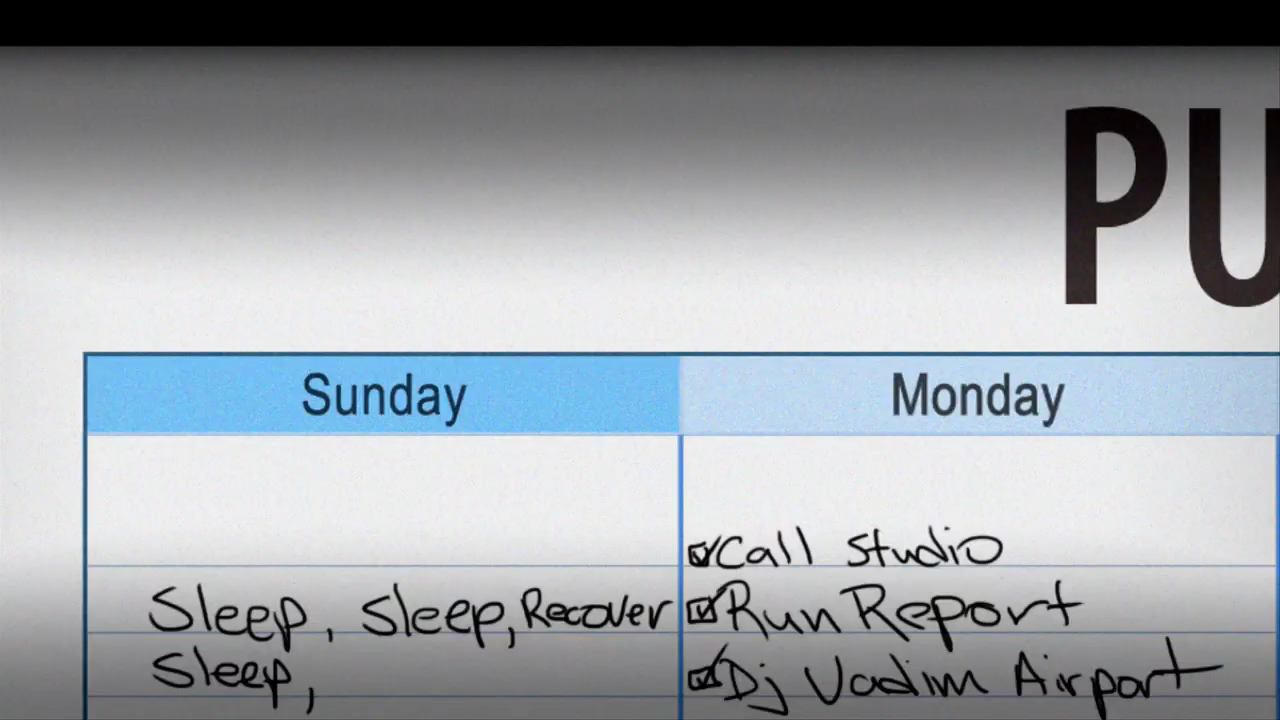 PU
Sunday Monday
Call Studio
Sleep, Sleep, Recover Run Report
Sleep, Dj Vadim Airport